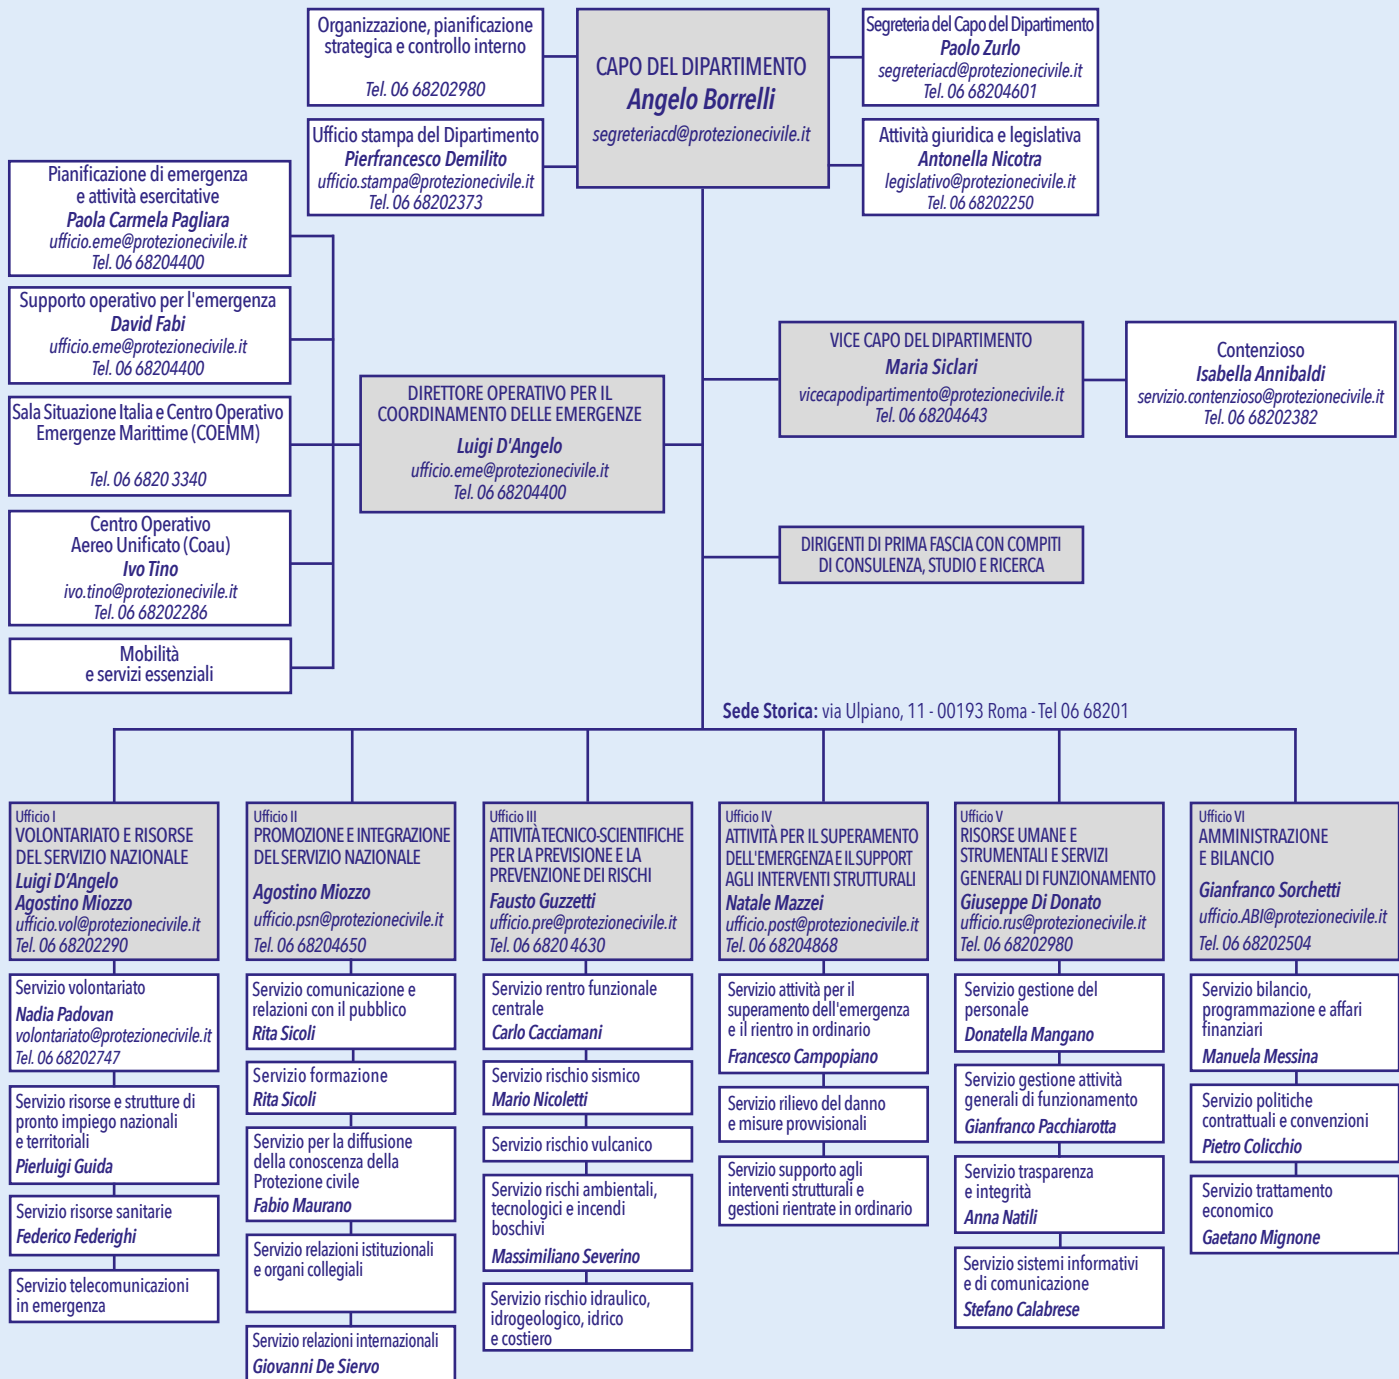 Organizzazione, pianificazione
strategica e controllo interno
Tel. 06 68202980
CAPO DEL DIPARTIMENTO
Angelo Borrelli
segreteriacd@protezionecivile.it
Segreteria del Capo del Dipartimento
Paolo Zurlo
segreteriacd@protezionecivile.it
Tel. 06 68204601
Ufficio stampa del Dipartimento
Pierfrancesco Demilito
ufficio.stampa@protezionecivile.it
Tel. 06 68202373
Attività giuridica e legislativa
Antonella Nicotra
legislativo@protezionecivile.it
Tel. 06 68202250
Pianificazione di emergenza
e attività esercitative
Paola Carmela Pagliara
ufficio.eme@protezionecivile.it
Tel. 06 68204400
Supporto operativo per l'emergenza
David Fabi
ufficio.eme@protezionecivile.it
Tel. 06 68204400
Sala Situazione Italia e Centro Operativo
Emergenze Marittime (COEMM)
Tel. 06 6820 3340
Centro Operativo
Aereo Unificato (Coau)
Ivo Tino
ivo.tino@protezionecivile.it
Tel. 06 68202286
Mobilità
e servizi essenziali
DIRETTORE OPERATIVO PER IL
COORDINAMENTO DELLE EMERGENZE
Luigi D'Angelo
ufficio.eme@protezionecivile.it
Tel. 06 68204400
VICE CAPO DEL DIPARTIMENTO
Maria Siclari
vicecapodipartimento@protezionecivile.it
Tel. 06 68204643
Contenzioso
Isabella Annibaldi
servizio.contenzioso@protezionecivile.it
Tel. 06 68202382
DIRIGENTI DI PRIMA FASCIA CON COMPITI
DI CONSULENZA, STUDIO E RICERCA
Sede Storica: via Ulpiano, 11 - 00193 Roma - Tel 06 68201
Ufficio I
VOLONTARIATO E RISORSE
DEL SERVIZIO NAZIONALE
Luigi D'Angelo
Agostino Miozzo
ufficio.vol@protezionecivile.it
Tel. 06 68202290
Servizio volontariato
Nadia Padovan
volontariato@protezionecivile.it
Tel. 06 68202747
Servizio risorse e strutture di
pronto impiego nazionali
e territoriali
Pierluigi Guida
Servizio risorse sanitarie
Federico Federighi
Servizio telecomunicazioni
in emergenza
Ufficio II
PROMOZIONE E INTEGRAZIONE
DEL SERVIZIO NAZIONALE
Agostino Miozzo
ufficio.psn@protezionecivile.it
Tel. 06 68204650
Servizio comunicazione e
relazioni con il pubblico
Rita Sicoli
Servizio formazione
Rita Sicoli
Servizio per la diffusione
della conoscenza della
Protezione civile
Fabio Maurano
Servizio relazioni istituzionali
e organi collegiali
Servizio relazioni internazionali
Giovanni De Siervo
Ufficio III
ATTIVITÀ TECNICO-SCIENTIFICHE
PER LA PREVISIONE E LA
PREVENZIONE DEI RISCHI
Fausto Guzzetti
ufficio.pre@protezionecivile.it
Tel. 06 6820 4630
Servizio rentro funzionale
centrale
Carlo Cacciamani
Servizio rischio sismico
Mario Nicoletti
Servizio rischio vulcanico
Servizio rischi ambientali,
tecnologici e incendi
boschivi
Massimiliano Severino
Servizio rischio idraulico,
idrogeologico, idrico
e costiero
Ufficio IV
ATTIVITÀ PER IL SUPERAMENTO
DELL'EMERGENZA E IL SUPPORT
AGLI INTERVENTI STRUTTURALI
Natale Mazzei
ufficio.post@protezionecivile.it
Tel. 06 68204868
Servizio attività per il
superamento dell'emergenza
e il rientro in ordinario
Francesco Campopiano
Servizio rilievo del danno
e misure provvisionali
Servizio supporto agli
interventi strutturali e
gestioni rientrate in ordinario
Ufficio V
RISORSE UMANE E
STRUMENTALI E SERVIZI
GENERALI DI FUNZIONAMENTO
Giuseppe Di Donato
ufficio.rus@protezionecivile.it
Tel. 06 68202980
Servizio gestione del
personale
Donatella Mangano
Servizio gestione attività
generali di funzionamento
Gianfranco Pacchiarotta
Servizio trasparenza
e integrità
Anna Natili
Servizio sistemi informativi
e di comunicazione
Stefano Calabrese
Ufficio VI
AMMINISTRAZIONE
E BILANCIO
Gianfranco Sorchetti
ufficio.ABI@protezionecivile.it
Tel. 06 68202504
Servizio bilancio,
programmazione e affari
finanziari
Manuela Messina
Servizio politiche
contrattuali e convenzioni
Pietro Colicchio
Servizio trattamento
economico
Gaetano Mignone